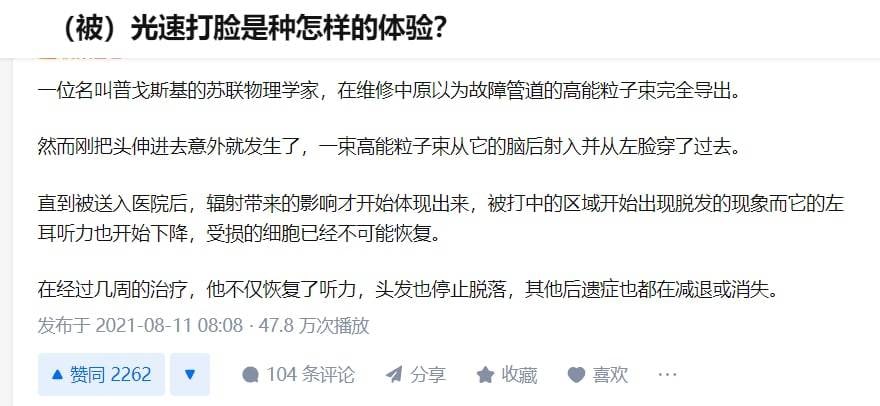 （被）光速打脸是种怎样的体验？
一位名叫普戈斯基的苏联物理学家，在维修中原以为故障管道的高能粒子束完全导出。
然而刚把头伸进去意外就发生了，一束高能粒子束从它的脑后射入并从左脸穿了过去。
直到被送入医院后，辐射带来的影响才开始体现出来，被打中的区域开始出现脱发的现象而它的左
耳听力也开始下降，受损的细胞已经不可能恢复。
在经过几周的治疗，他不仅恢复了听力，头发也停止脱落，其他后遗症也都在减退或消失。
发布于 2021-08-11 08:08 · 47.8 万次播放
赞同 2262 104 条评论 分享 收藏 喜欢 ···